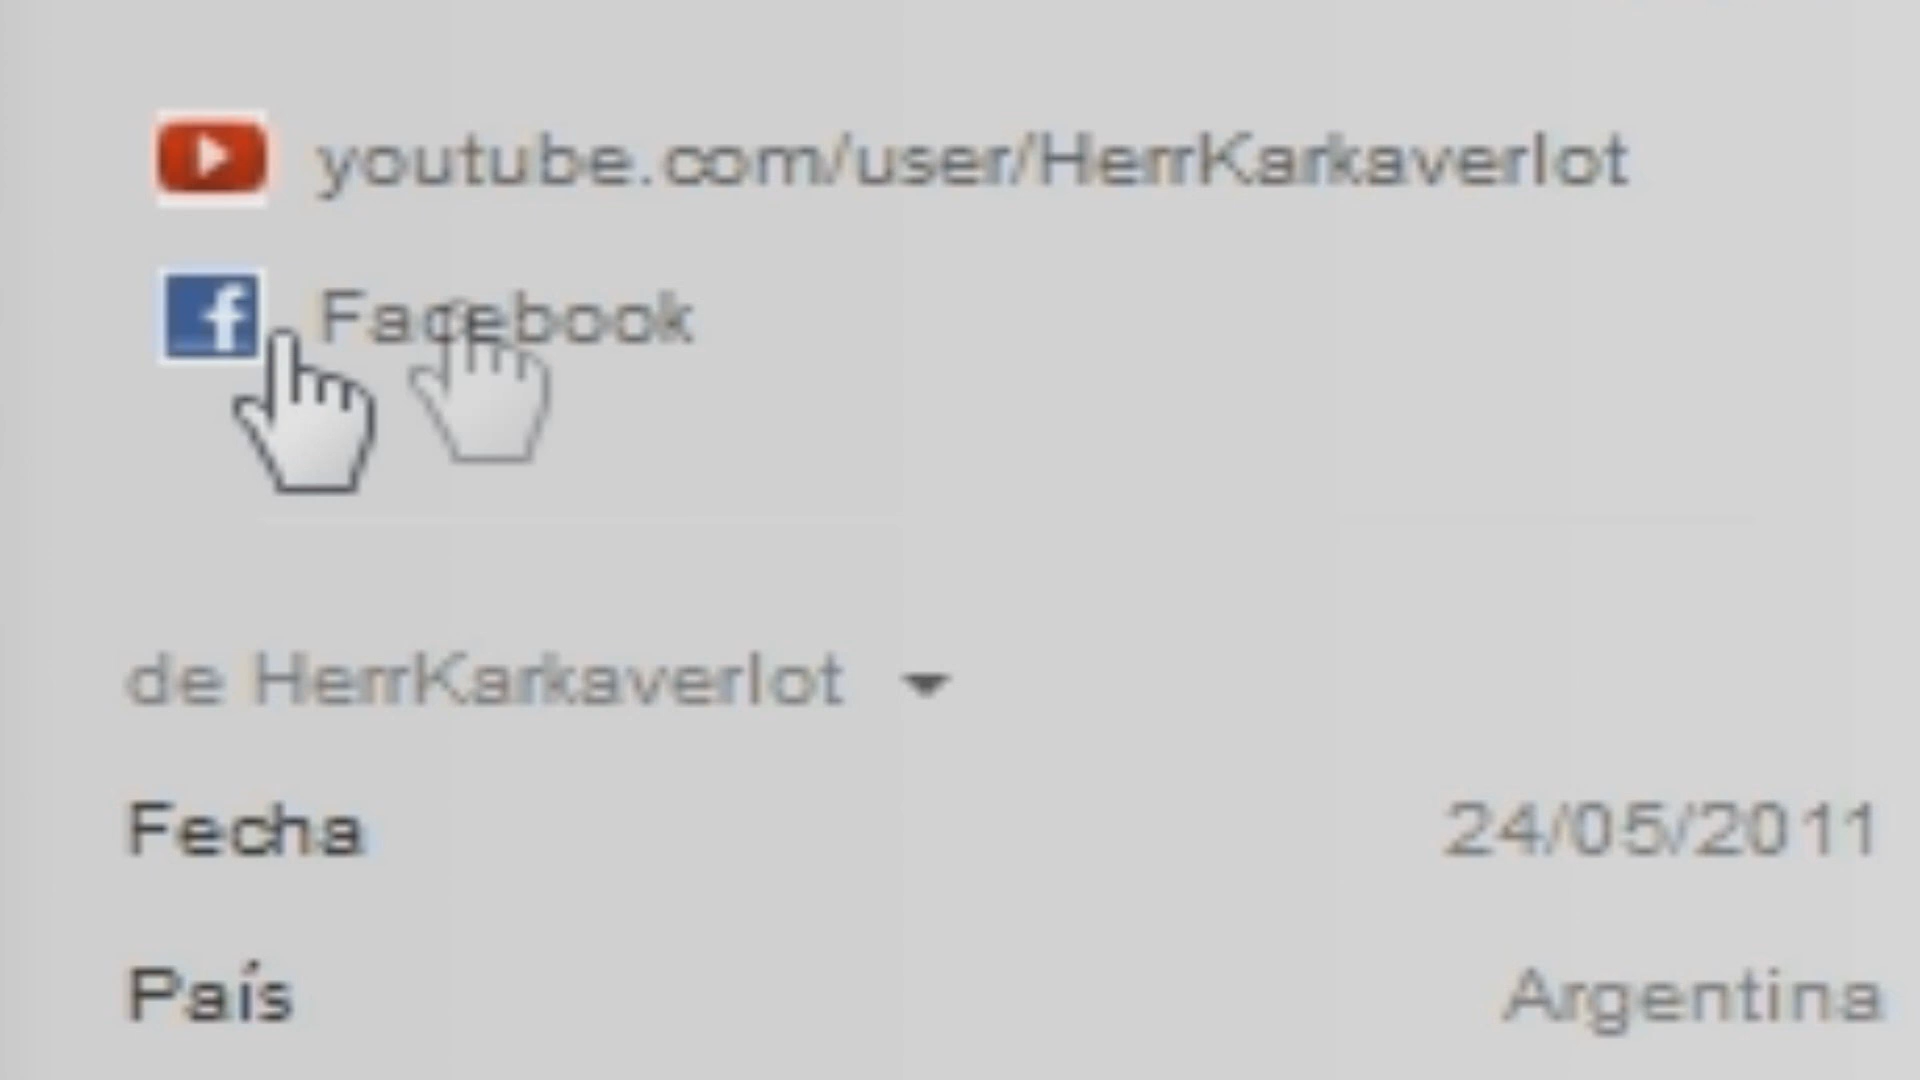 youtube.com/user/HerrKarkaverlot
Facebook
de HerrKarkaverlot
Fecha 24/05/2011
País Argentina